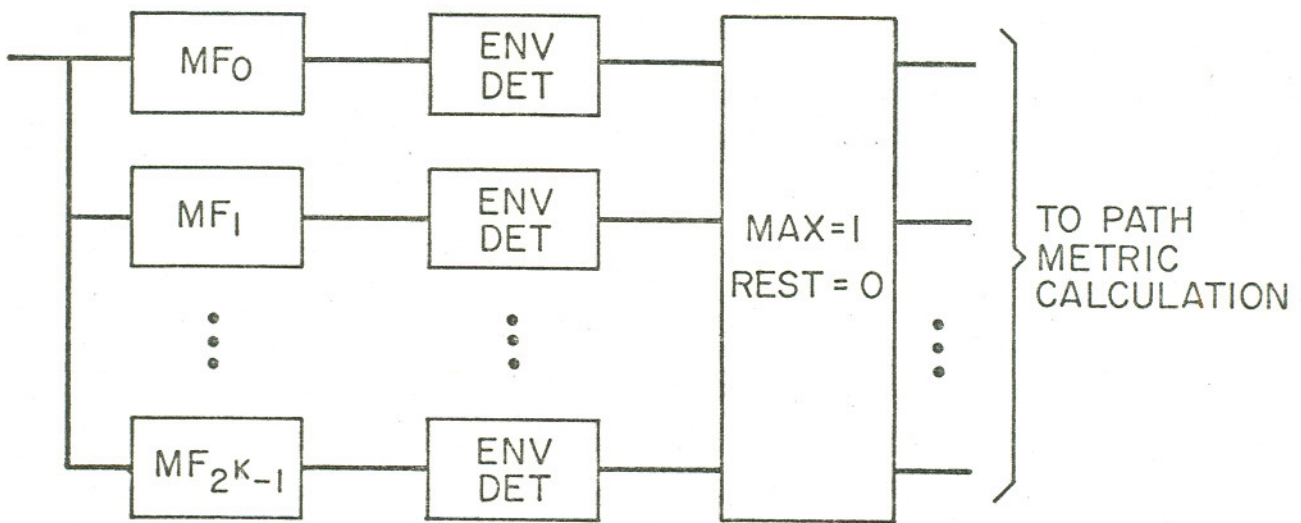 MF₀
ENV
DET
MF₁
ENV
DET
MAX=1
REST=0
TO PATH
METRIC
CALCULATION
MF₂ᴷ₋₁
ENV
DET